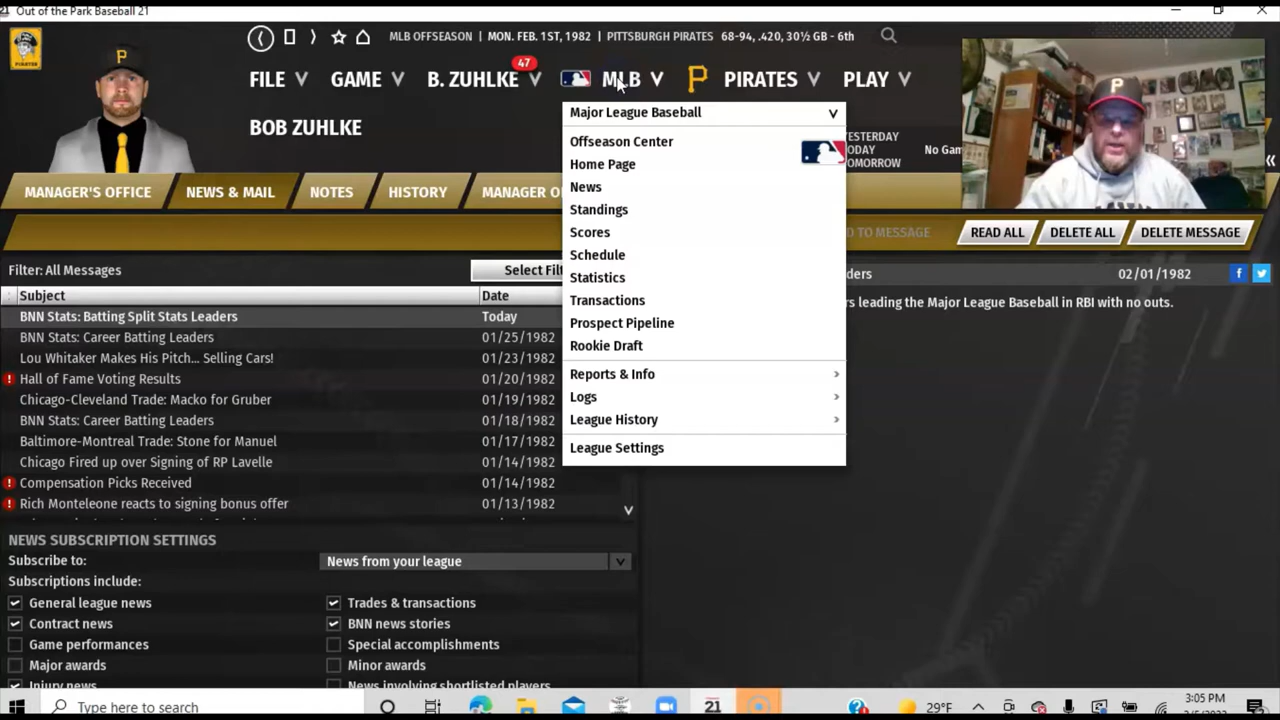 21 Out of the Park Baseball 21
MLB OFFSEASON | MON. FEB. 1ST, 1982 | PITTSBURGH PIRATES 68-94, .420, 30½ GB - 6th
47
FILE GAME B. ZUHLKE MLB PIRATES PLAY
BOB ZUHLKE
Major League Baseball
Offseason Center
Home Page
News
Standings
Scores
Schedule
Statistics
Transactions
Prospect Pipeline
Rookie Draft
Reports & Info
Logs
League History
League Settings
No Gam
MANAGER'S OFFICE NEWS & MAIL NOTES HISTORY MANAGER O
TO MESSAGE READ ALL DELETE ALL DELETE MESSAGE
Filter: All Messages Select Filt
02/01/1982
Subject Date
rs leading the Major League Baseball in RBI with no outs.
BNN Stats: Batting Split Stats Leaders Today
BNN Stats: Career Batting Leaders 01/25/1982
Lou Whitaker Makes His Pitch... Selling Cars! 01/23/1982
Hall of Fame Voting Results 01/20/1982
Chicago-Cleveland Trade: Macko for Gruber 01/19/1982
BNN Stats: Career Batting Leaders 01/18/1982
Baltimore-Montreal Trade: Stone for Manuel 01/17/1982
Chicago Fired up over Signing of RP Lavelle 01/14/1982
Compensation Picks Received 01/14/1982
Rich Monteleone reacts to signing bonus offer 01/13/1982
NEWS SUBSCRIPTION SETTINGS
Subscribe to: News from your league
Subscriptions include:
General league news Trades & transactions
Contract news BNN news stories
Game performances Special accomplishments
Major awards Minor awards
Injury news News involving shortlisted players
Type here to search 21 29°F 3:05 PM